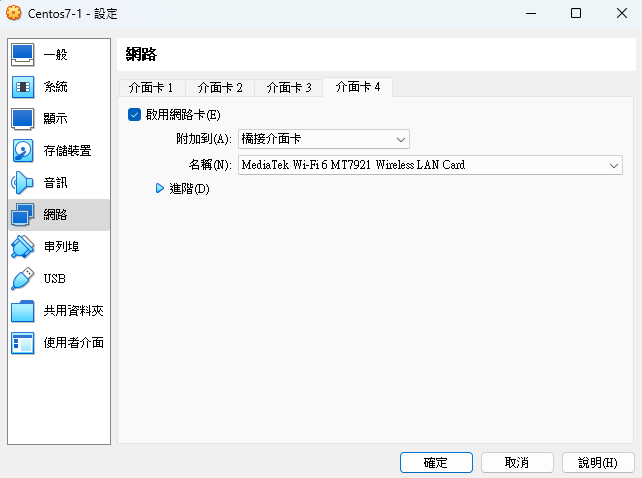 Centos7-1 - 設定
一般
系統
顯示
存儲裝置
音訊
網路
串列埠
USB
共用資料夾
使用者介面
網路
介面卡 1
介面卡 2
介面卡 3
介面卡 4
啟用網路卡(E)
附加到(A):
橋接介面卡
名稱(N):
MediaTek Wi-Fi 6 MT7921 Wireless LAN Card
進階(D)
確定
取消
說明(H)